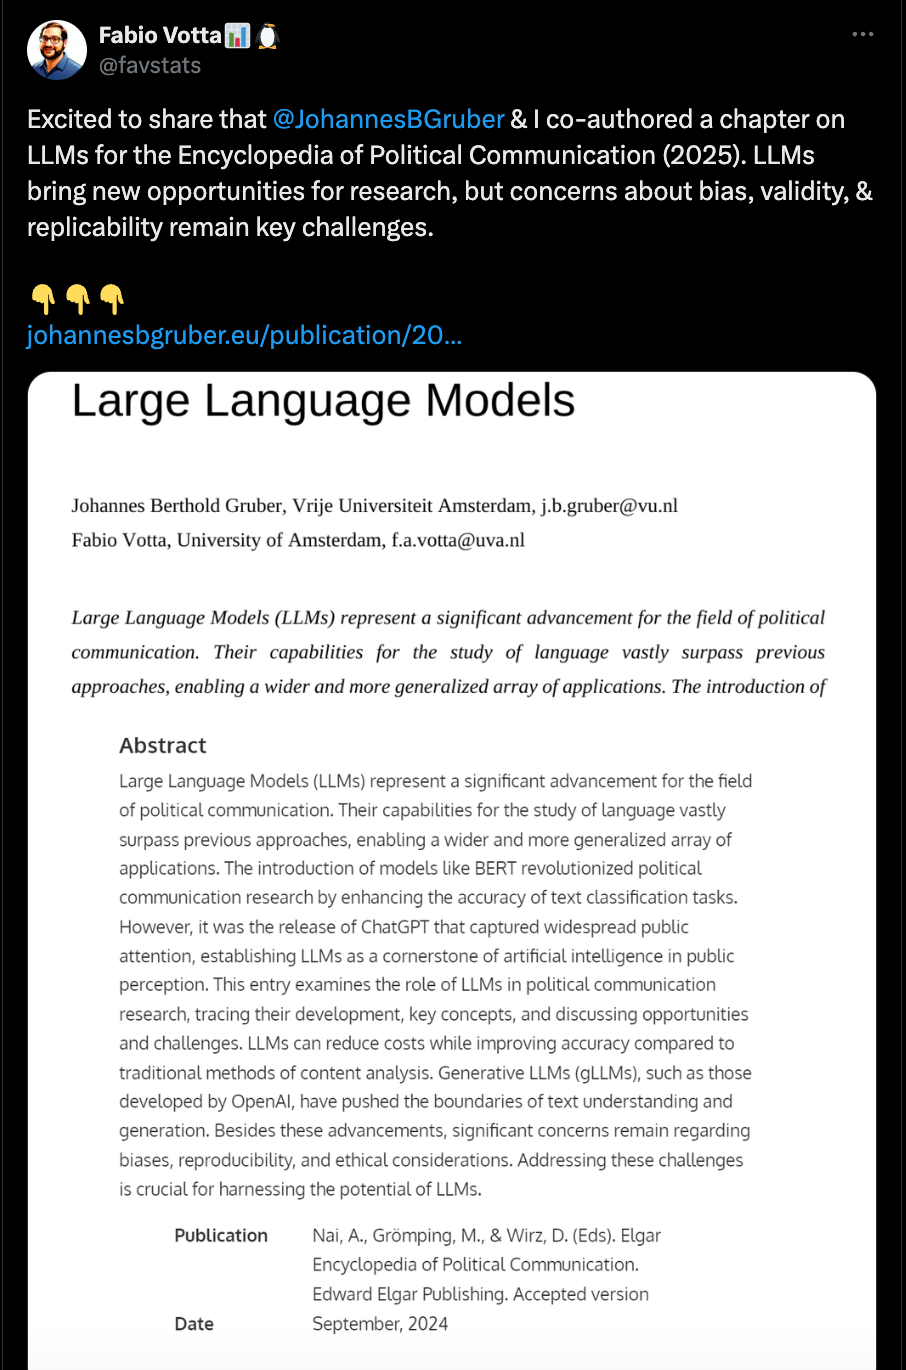 Fabio Votta📊🐧
@favstats
Excited to share that @JohannesBGruber & I co-authored a chapter on
LLMs for the Encyclopedia of Political Communication (2025). LLMs
bring new opportunities for research, but concerns about bias, validity, &
replicability remain key challenges.
👇👇👇
johannesbgruber.eu/publication/20...
Large Language Models
Johannes Berthold Gruber, Vrije Universiteit Amsterdam, j.b.gruber@vu.nl
Fabio Votta, University of Amsterdam, f.a.votta@uva.nl
Large Language Models (LLMs) represent a significant advancement for the field of political
communication. Their capabilities for the study of language vastly surpass previous
approaches, enabling a wider and more generalized array of applications. The introduction of
Abstract
Large Language Models (LLMs) represent a significant advancement for the field
of political communication. Their capabilities for the study of language vastly
surpass previous approaches, enabling a wider and more generalized array of
applications. The introduction of models like BERT revolutionized political
communication research by enhancing the accuracy of text classification tasks.
However, it was the release of ChatGPT that captured widespread public
attention, establishing LLMs as a cornerstone of artificial intelligence in public
perception. This entry examines the role of LLMs in political communication
research, tracing their development, key concepts, and discussing opportunities
and challenges. LLMs can reduce costs while improving accuracy compared to
traditional methods of content analysis. Generative LLMs (gLLMs), such as those
developed by OpenAI, have pushed the boundaries of text understanding and
generation. Besides these advancements, significant concerns remain regarding
biases, reproducibility, and ethical considerations. Addressing these challenges
is crucial for harnessing the potential of LLMs.
Publication Nai, A., Grömping, M., & Wirz, D. (Eds). Elgar
Encyclopedia of Political Communication.
Edward Elgar Publishing. Accepted version
Date September, 2024